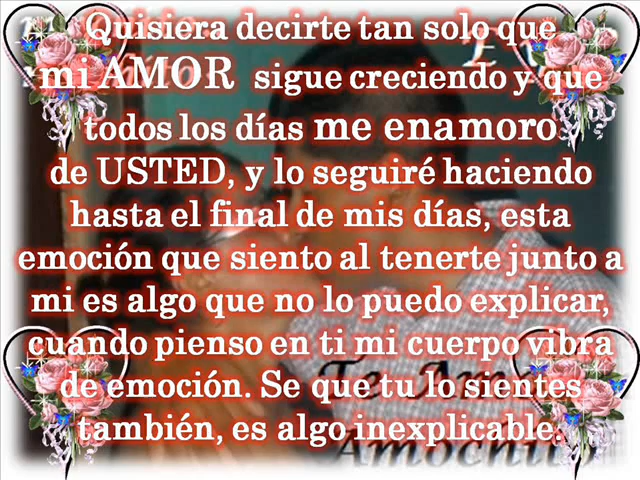 Quisiera decirte tan solo que
mi AMOR sigue creciendo y que
todos los días me enamoro
de USTED, y lo seguiré haciendo
hasta el final de mis días, esta
emoción que siento al tenerte junto a
mi es algo que no lo puedo explicar,
cuando pienso en ti mi cuerpo vibra
de emoción. Se que tu lo sientes
también, es algo inexplicable.
Te Amo